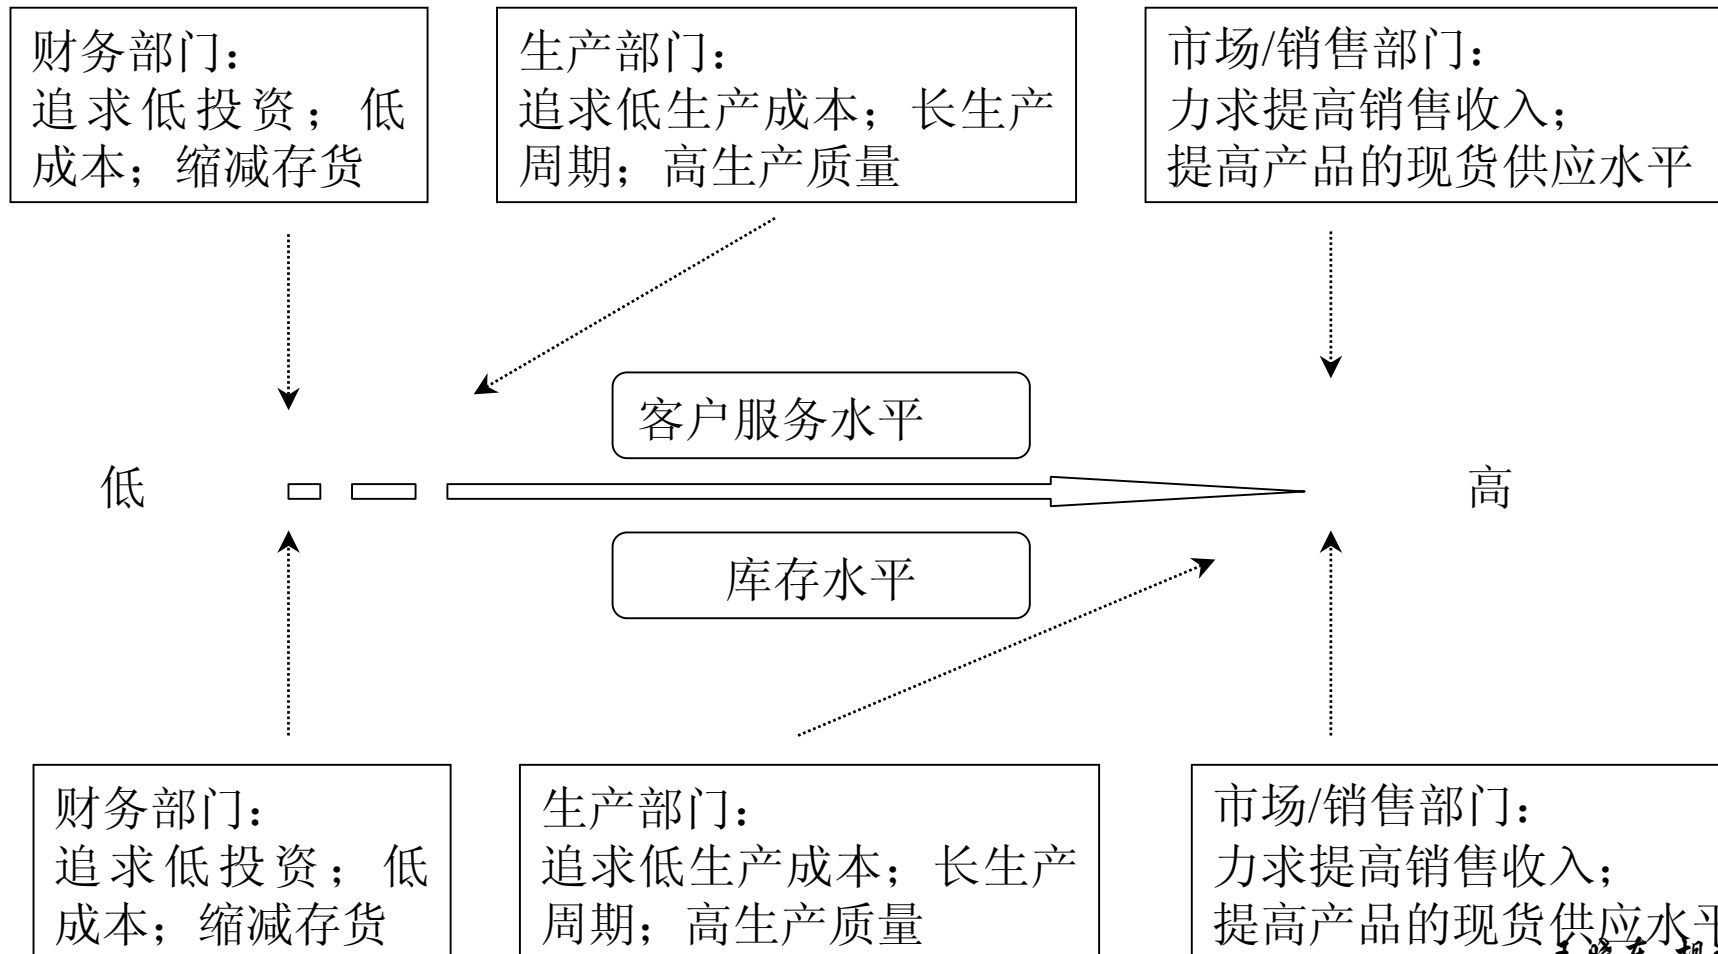 财务部门：
追求低投资；低
成本；缩减存货
生产部门：
追求低生产成本；长生产
周期；高生产质量
市场/销售部门：
力求提高销售收入；
提高产品的现货供应水平
客户服务水平
低
高
库存水平
财务部门：
追求低投资；低
成本；缩减存货
生产部门：
追求低生产成本；长生产
周期；高生产质量
市场/销售部门：
力求提高销售收入；
提高产品的现货供应水平